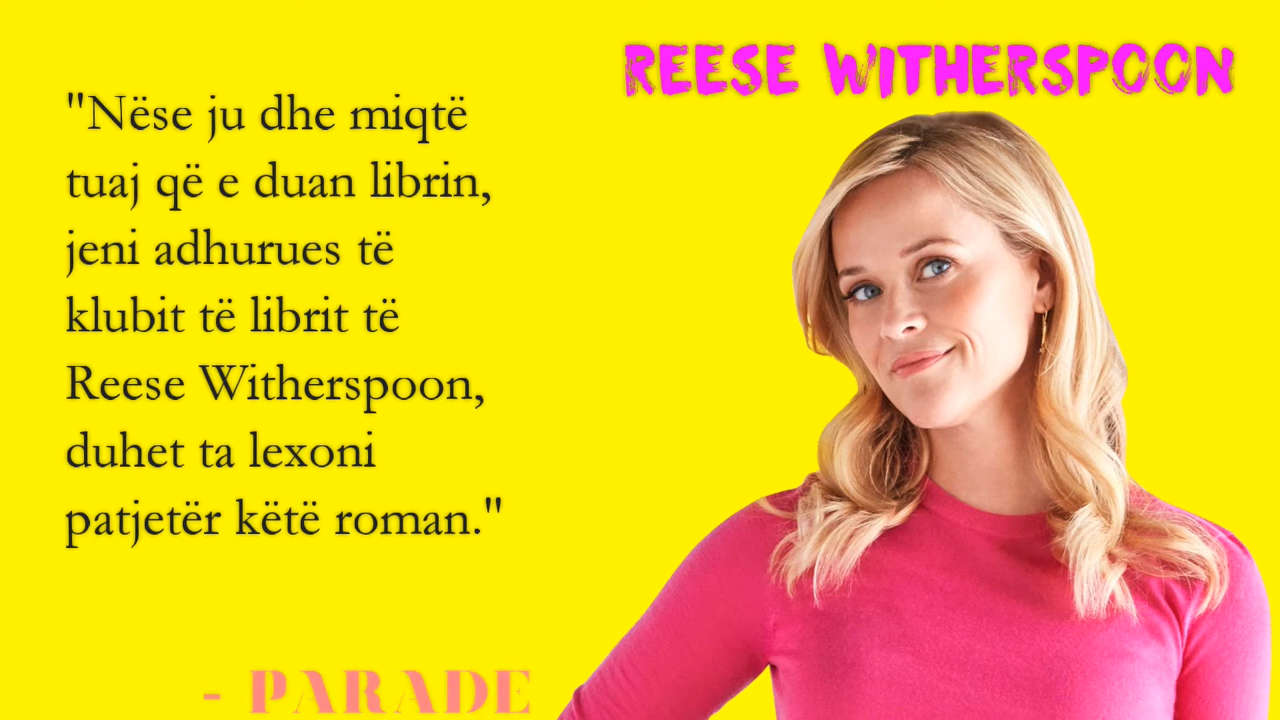 REESE WITHERSPOON
"Nëse ju dhe miqtë
tuaj që e duan librin,
jeni adhurues të
klubit të librit të
Reese Witherspoon,
duhet ta lexoni
patjetër këtë roman."
- PARADE